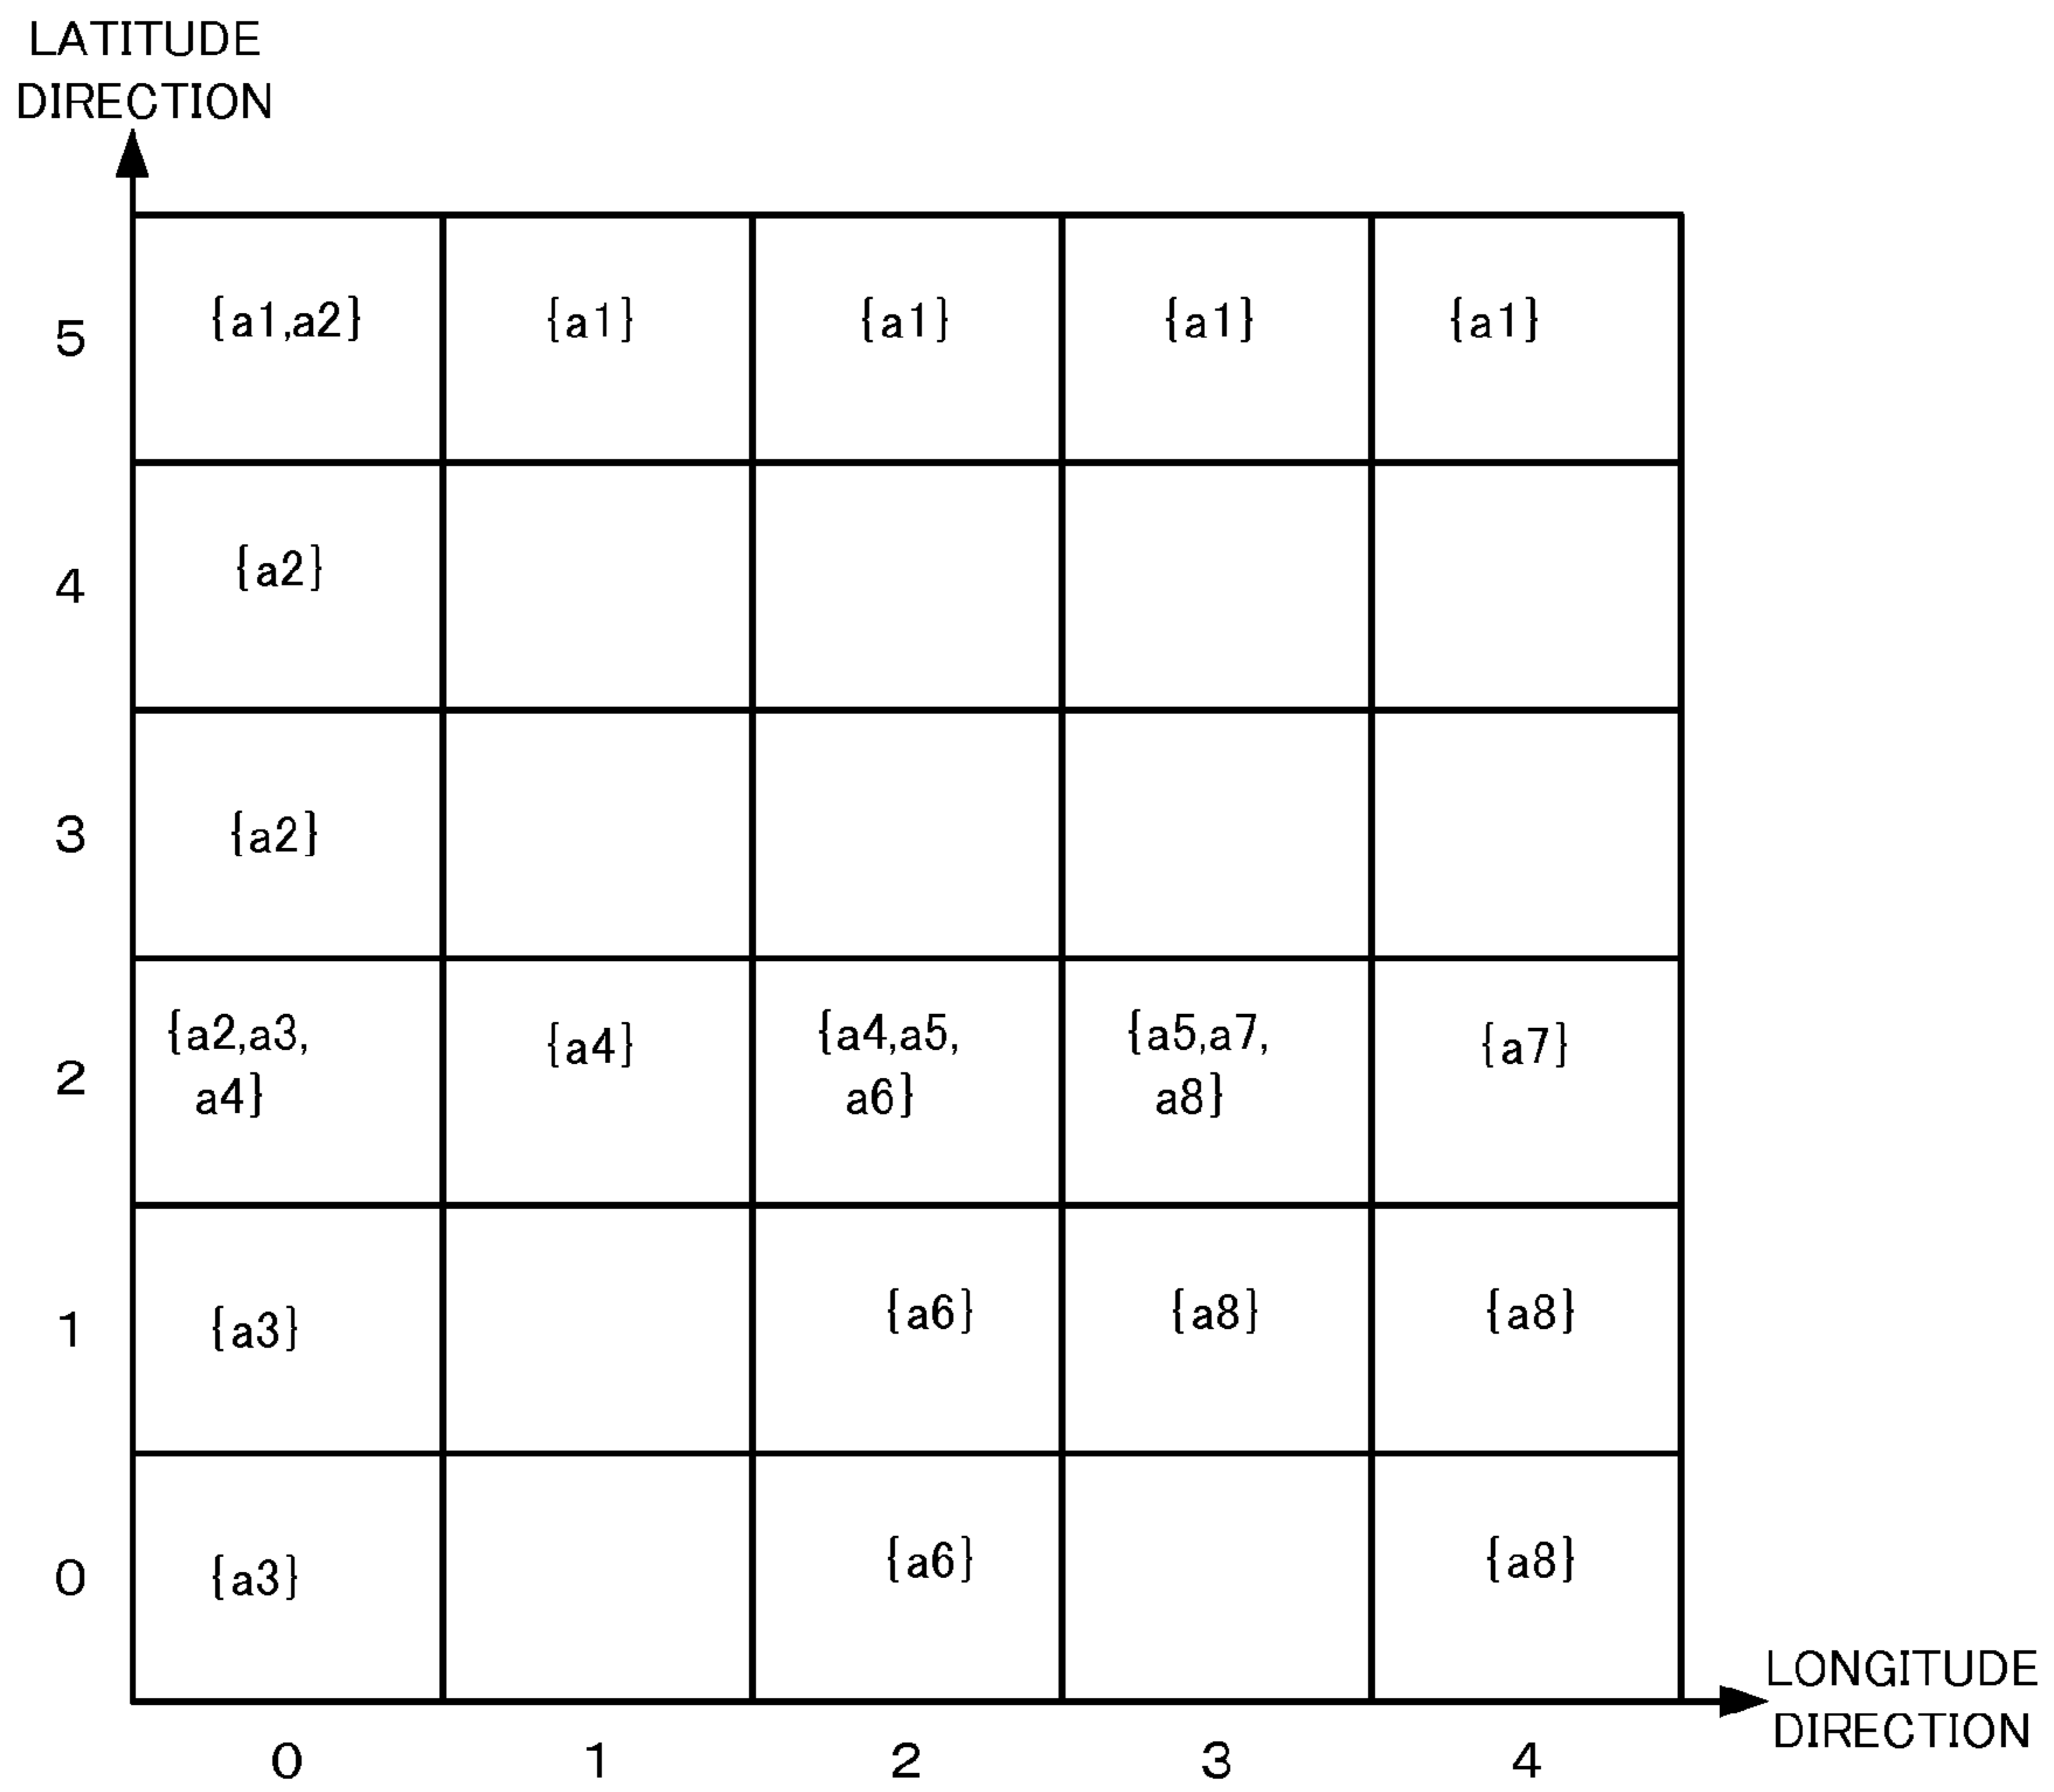 LATITUDE
DIRECTION
5
{a1,a2}
{a1}
{a1}
{a1}
{a1}
4
{a2}
3
{a2}
2
{a2,a3,
a4}
{a4}
{a4,a5,
a6}
{a5,a7,
a8}
{a7}
1
{a3}
{a6}
{a8}
{a8}
0
{a3}
{a6}
{a8}
LONGITUDE
DIRECTION
0
1
2
3
4